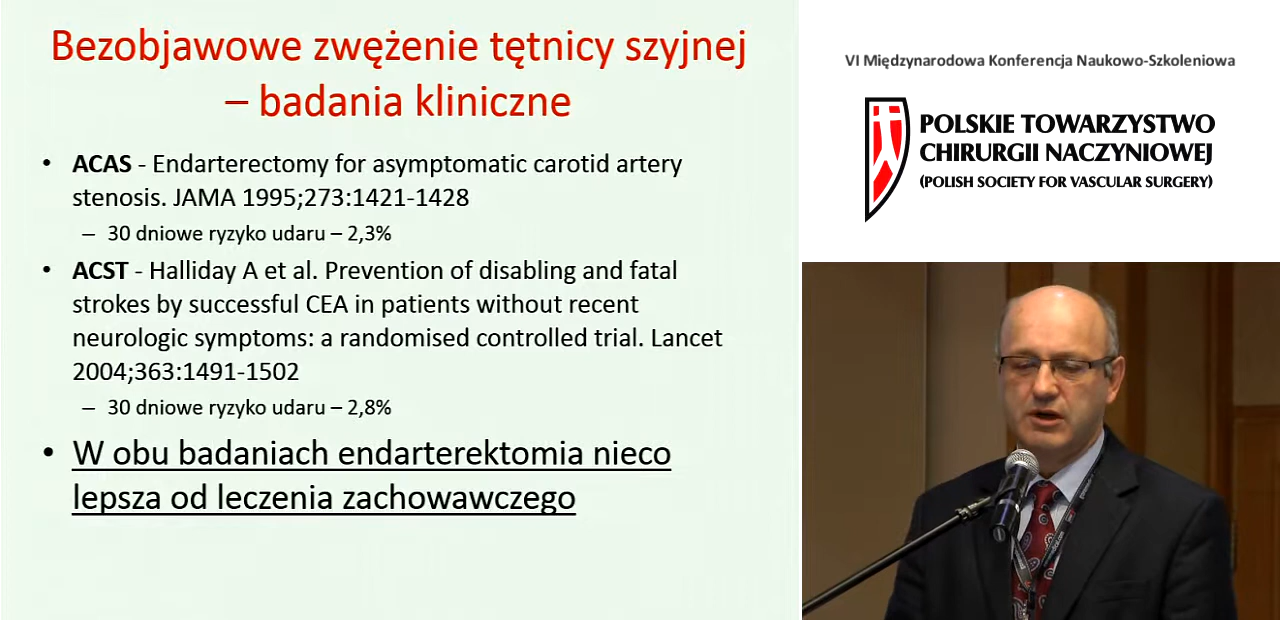 Bezobjawowe zwężenie tętnicy szyjnej
– badania kliniczne
• ACAS - Endarterectomy for asymptomatic carotid artery
stenosis. JAMA 1995;273:1421-1428
– 30 dniowe ryzyko udaru – 2,3%
• ACST - Halliday A et al. Prevention of disabling and fatal
strokes by successful CEA in patients without recent
neurologic symptoms: a randomised controlled trial. Lancet
2004;363:1491-1502
– 30 dniowe ryzyko udaru – 2,8%
• W obu badaniach endarterektomia nieco
lepsza od leczenia zachowawczego
VI Międzynarodowa Konferencja Naukowo-Szkoleniowa
POLSKIE TOWARZYSTWO
CHIRURGII NACZYNIOWEJ
(POLISH SOCIETY FOR VASCULAR SURGERY)